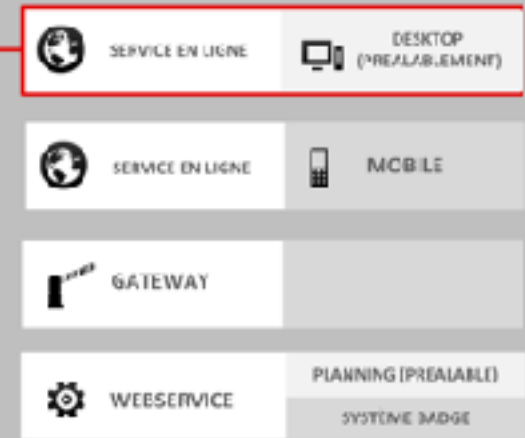 SERVICE EN LIGNE
DESKTOP
(PREALABLEMENT)
SERVICE EN LIGNE
MOBILE
GATEWAY
WEBSERVICE
PLANNING (PREALABLE)
SYSTEME BADGE